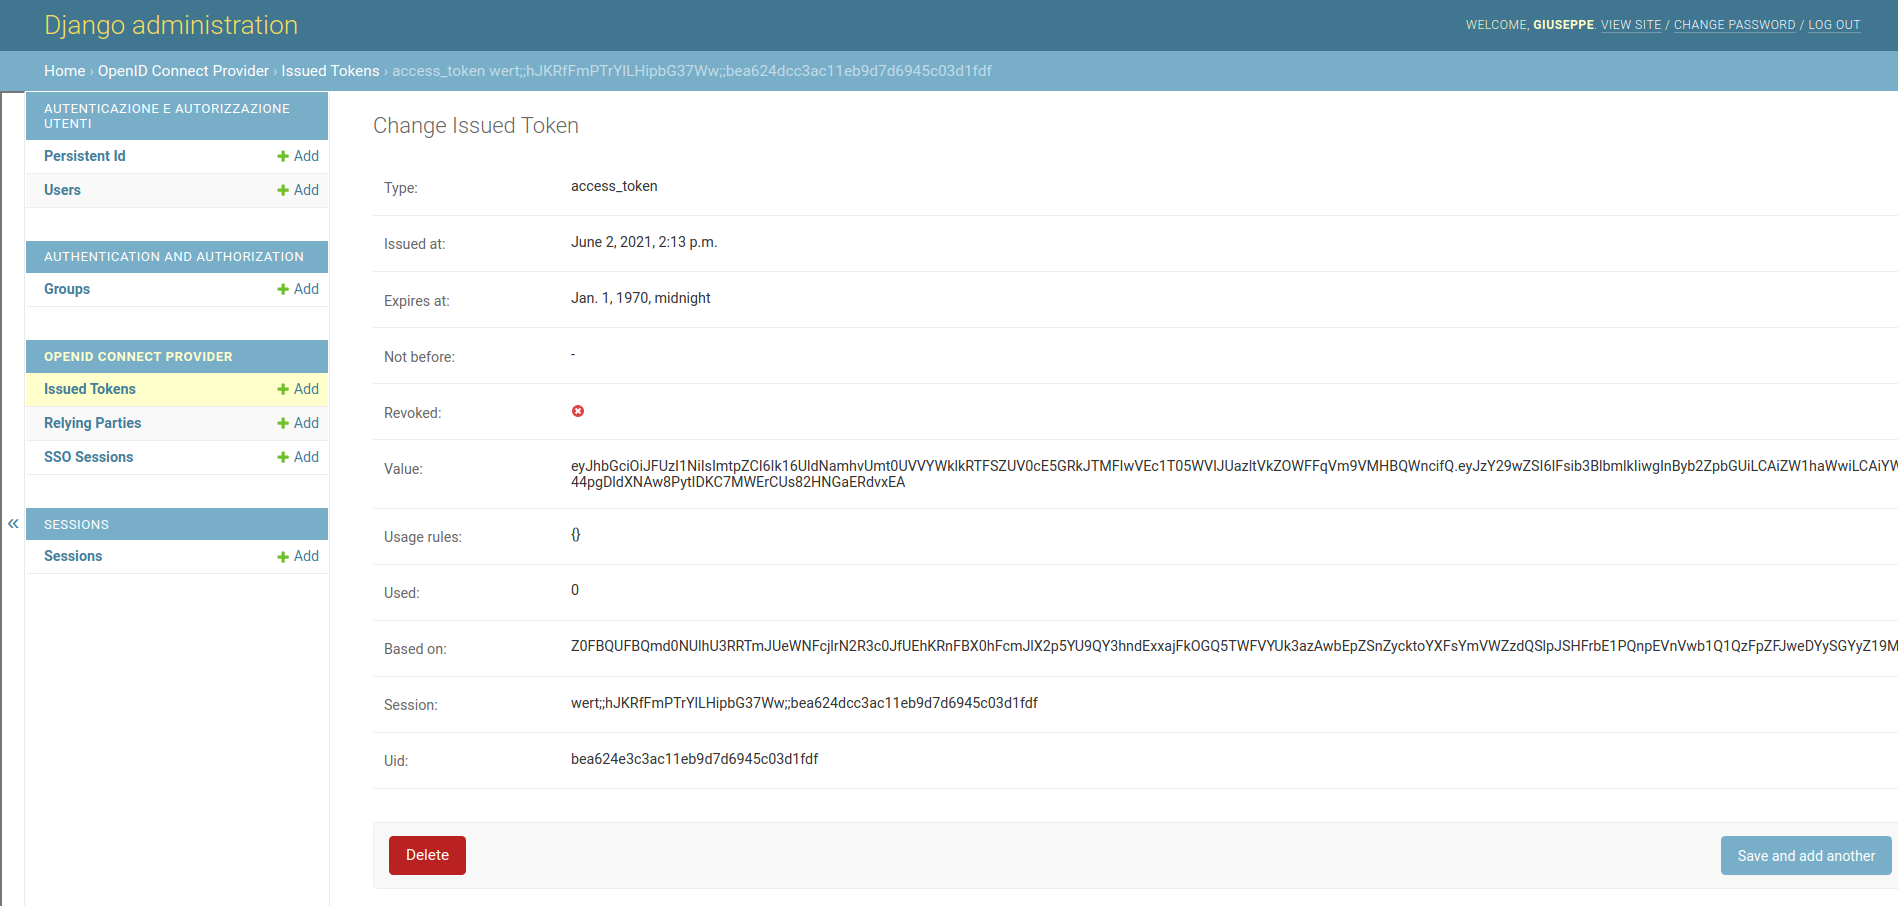 Django administration
WELCOME, GIUSEPPE. VIEW SITE / CHANGE PASSWORD / LOG OUT
Home › OpenID Connect Provider › Issued Tokens › access_token wert;;hJKRfFmPTrYlLHipbG37Ww;;bea624dcc3ac11eb9d7d6945c03d1fdf
AUTENTICAZIONE E AUTORIZZAZIONE
UTENTI
Persistent Id Add
Users Add
AUTHENTICATION AND AUTHORIZATION
Groups Add
OPENID CONNECT PROVIDER
Issued Tokens Add
Relying Parties Add
SSO Sessions Add
SESSIONS
«
Sessions Add
Change Issued Token
Type: access_token
Issued at: June 2, 2021, 2:13 p.m.
Expires at: Jan. 1, 1970, midnight
Not before: -
Revoked:
Value:
44pgDIdXNAw8PytIDKC7MWErCUs82HNGaERdvxEA
Usage rules: {}
Used: 0
Based on:
Session: wert;;hJKRfFmPTrYlLHipbG37Ww;;bea624dcc3ac11eb9d7d6945c03d1fdf
Uid: bea624e3c3ac11eb9d7d6945c03d1fdf
Delete
Save and add another